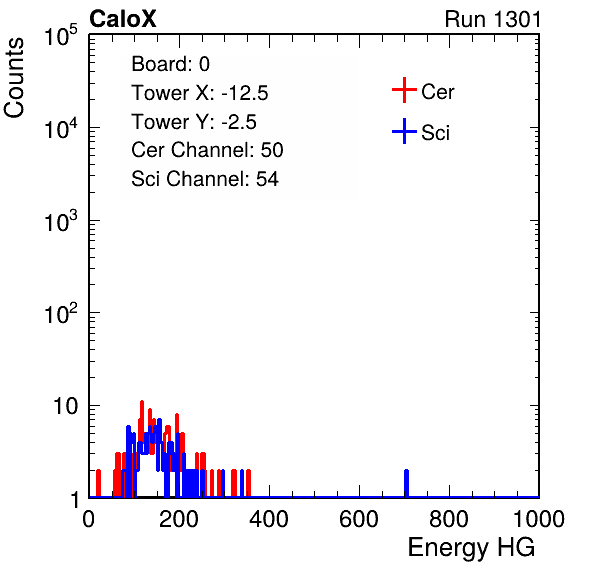 CaloX Run 1301
Counts
Board: 0
Tower X: -12.5
Tower Y: -2.5
Cer Channel: 50
Sci Channel: 54
Cer
Sci
10^5
10^4
10^3
10^2
10
1
0 200 400 600 800 1000
Energy HG